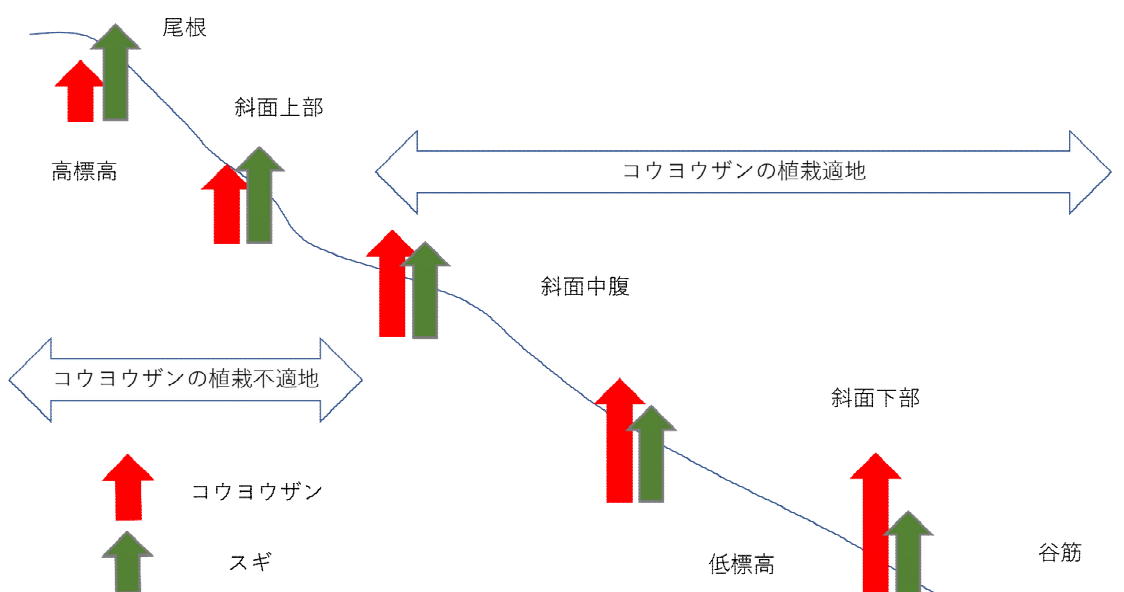 尾根
斜面上部
高標高
コウヨウザンの植栽適地
斜面中腹
コウヨウザンの植栽不適地
斜面下部
コウヨウザン
スギ
低標高
谷筋